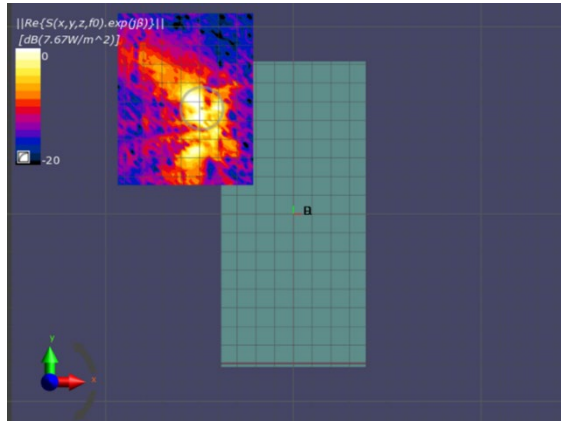 ||Re{S(x,y,z,f0).exp(jβ)}||
[dB(7.67W/m^2)]
0
-20
y
x